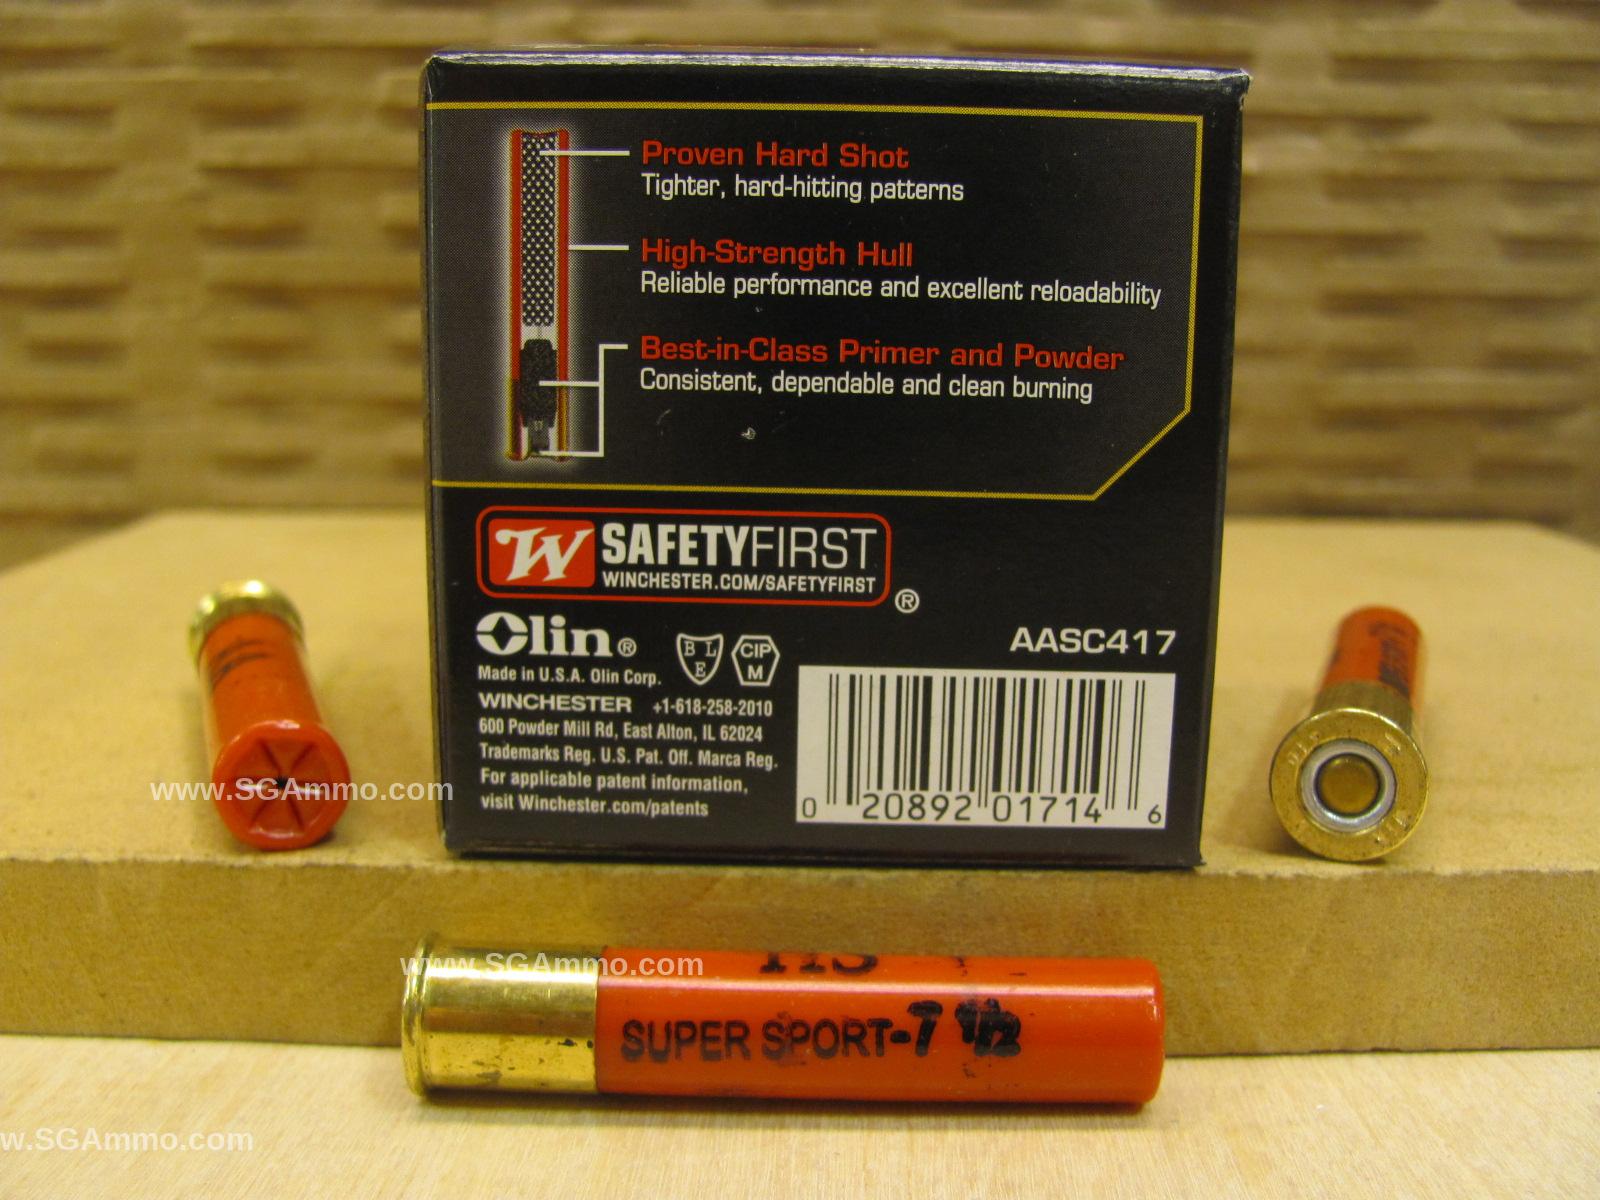 Proven Hard Shot
Tighter, hard-hitting patterns
High-Strength Hull
Reliable performance and excellent reloadability
Best-in-Class Primer and Powder
Consistent, dependable and clean burning
W SAFETYFIRST
WINCHESTER.COM/SAFETYFIRST
®
Olin®
B L
E
CIP
M
AASC417
Made in U.S.A. Olin Corp.
WINCHESTER +1-618-258-2010
600 Powder Mill Rd, East Alton, IL 62024
Trademarks Reg. U.S. Pat. Off. Marca Reg.
For applicable patent information,
visit Winchester.com/patents
0 20892 01714 6
www.SGAmmo.com
www.SGAmmo.com
SUPER SPORT-7 1/2
w.SGAmmo.com